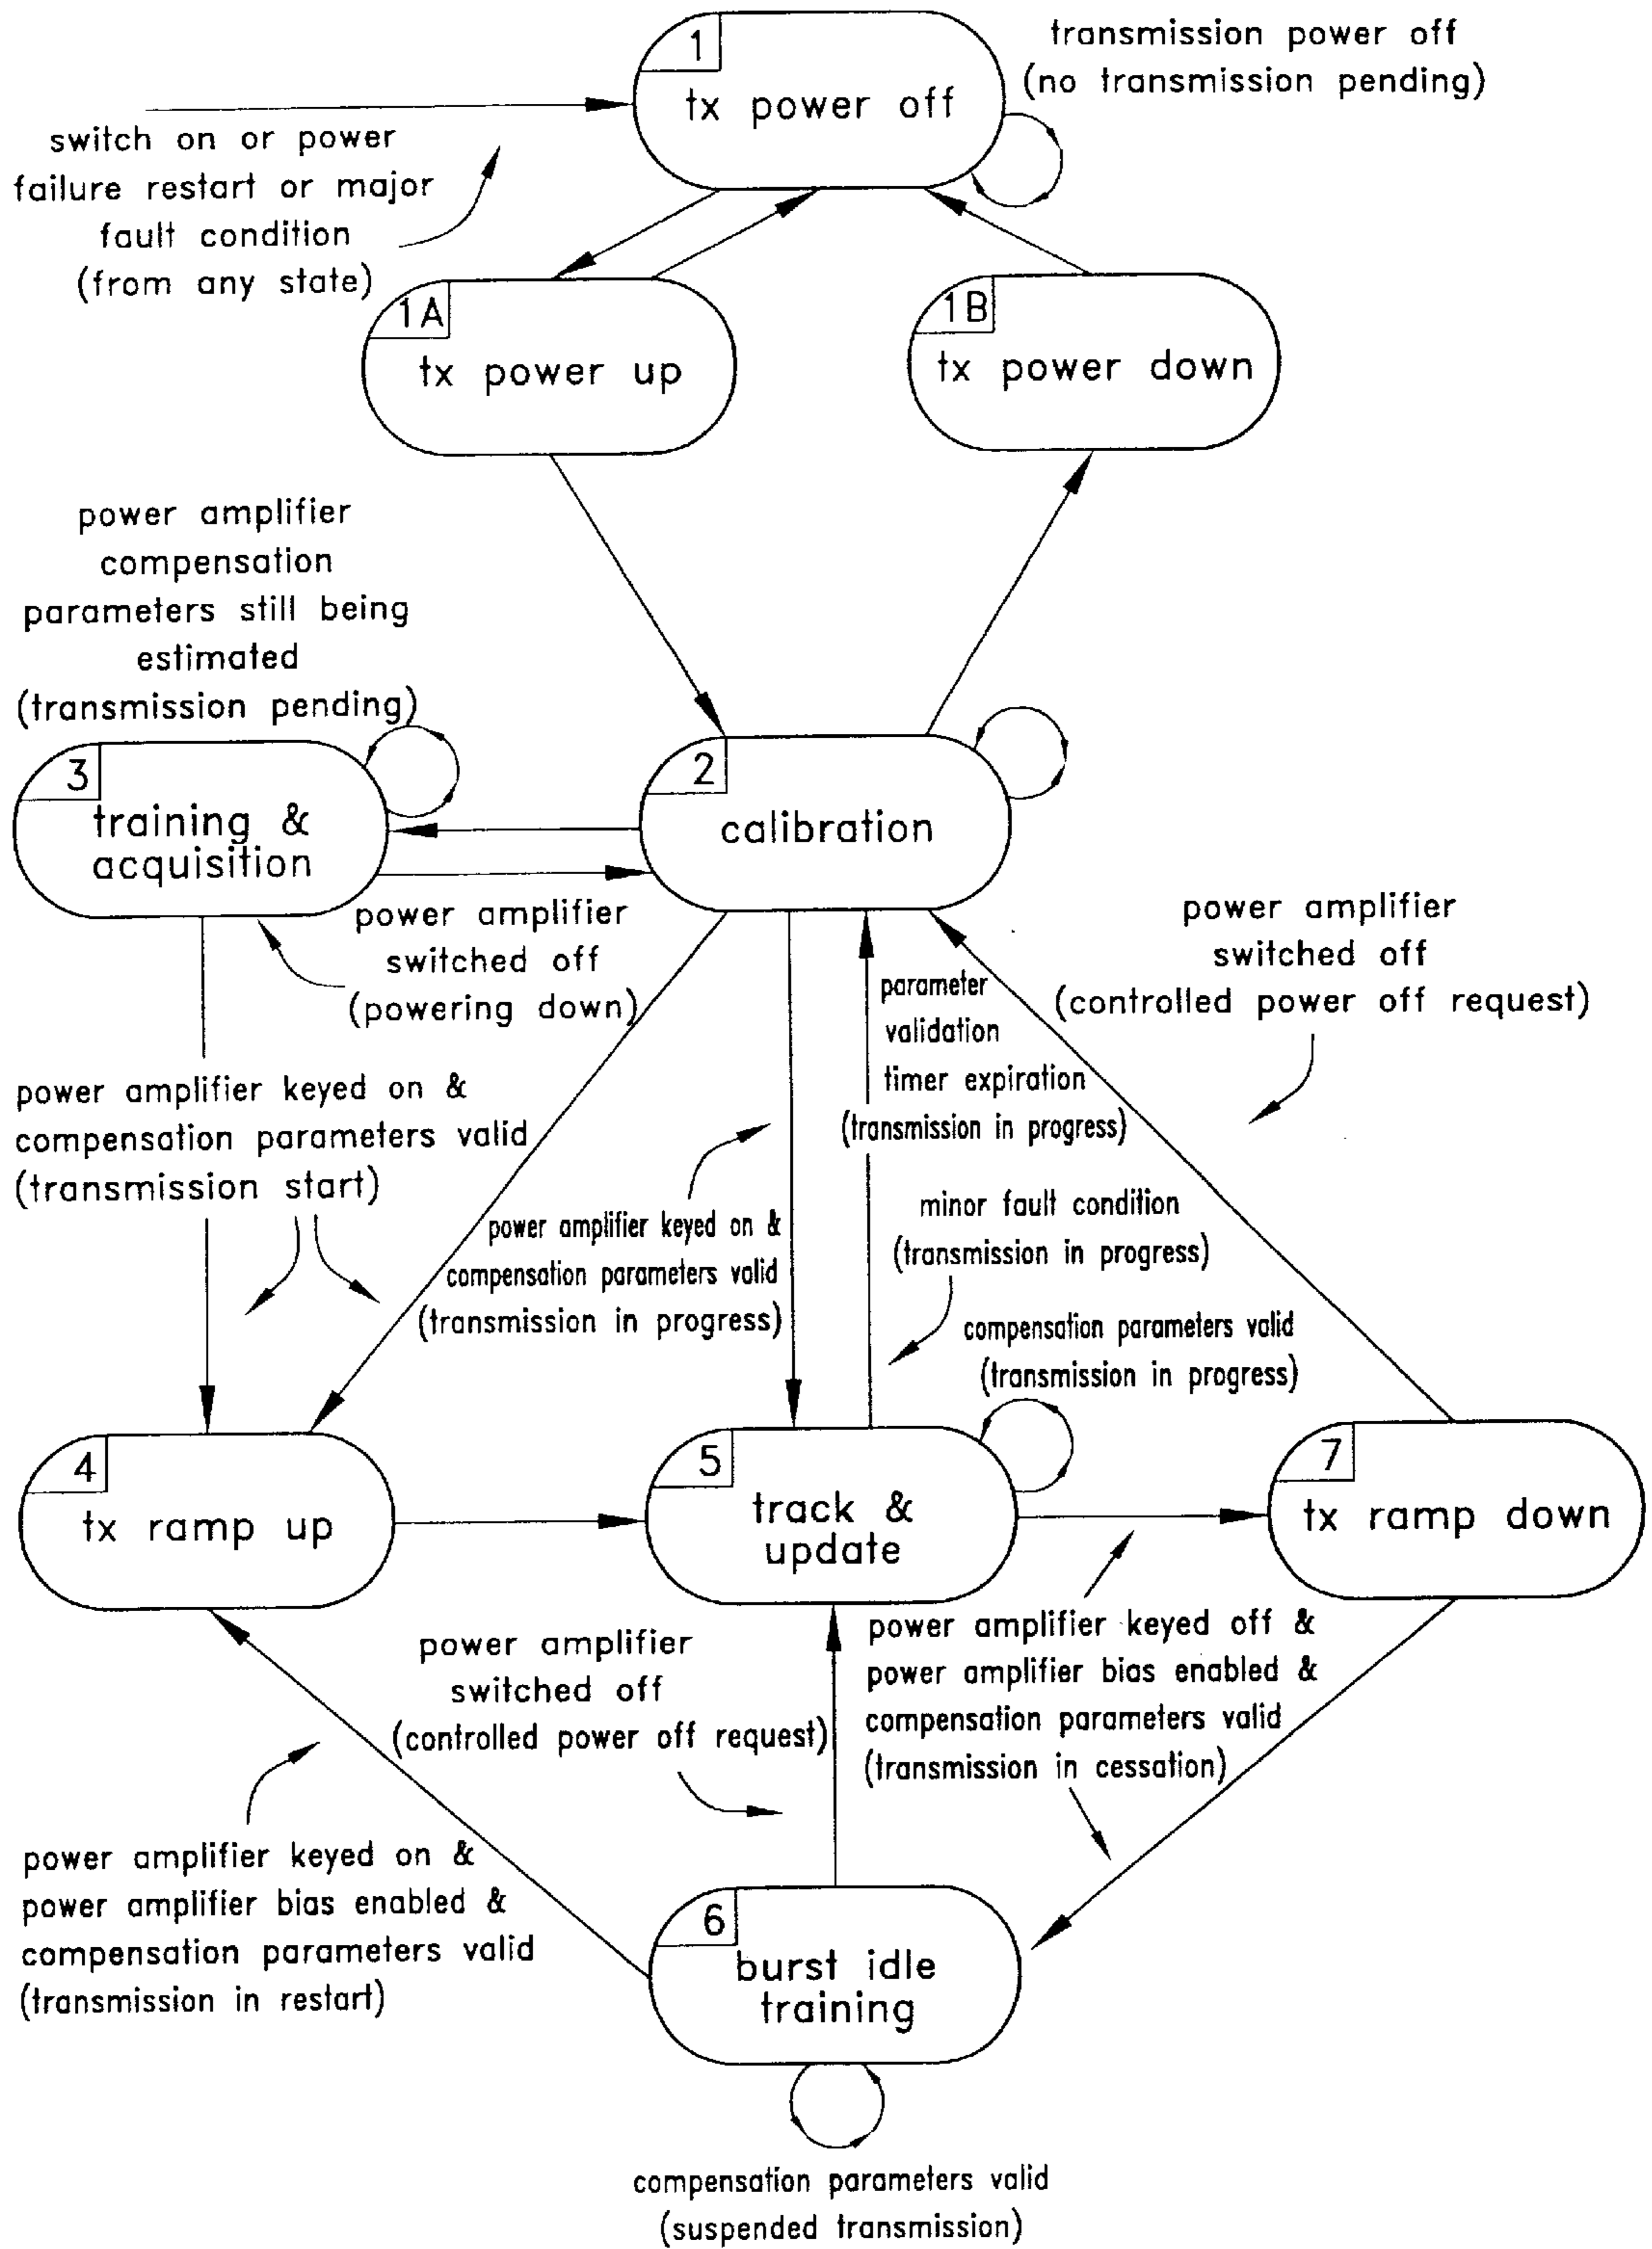 1
tx power off
transmission power off
(no transmission pending)
switch on or power
failure restart or major
fault condition
(from any state)
1A
tx power up
1B
tx power down
power amplifier
compensation
parameters still being
estimated
(transmission pending)
3
training &
acquisition
2
calibration
power amplifier
switched off
(powering down)
power amplifier
switched off
(controlled power off request)
parameter
validation
timer expiration
(transmission in progress)
power amplifier keyed on &
compensation parameters valid
(transmission start)
power amplifier keyed on &
compensation parameters valid
(transmission in progress)
minor fault condition
(transmission in progress)
compensation parameters valid
(transmission in progress)
4
tx ramp up
5
track &
update
7
tx ramp down
power amplifier
switched off
(controlled power off request)
power amplifier keyed off &
power amplifier bias enabled &
compensation parameters valid
(transmission in cessation)
power amplifier keyed on &
power amplifier bias enabled &
compensation parameters valid
(transmission in restart)
6
burst idle
training
compensation parameters valid
(suspended transmission)